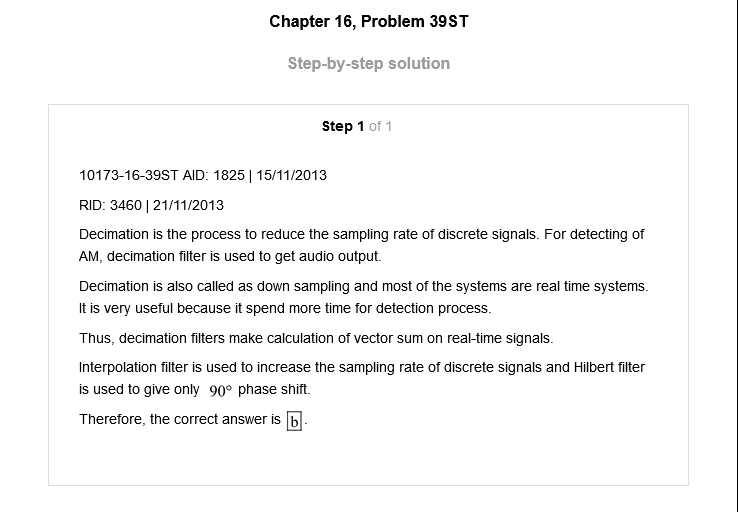 Chapter 16, Problem 39ST
Step-by-step solution
Step 1 of 1
10173-16-39ST AID: 1825 | 15/11/2013
RID: 3460 | 21/11/2013
Decimation is the process to reduce the sampling rate of discrete signals. For detecting of
AM, decimation filter is used to get audio output.
Decimation is also called as down sampling and most of the systems are real time systems.
It is very useful because it spend more time for detection process.
Thus, decimation filters make calculation of vector sum on real-time signals.
Interpolation filter is used to increase the sampling rate of discrete signals and Hilbert filter
is used to give only 90° phase shift.
Therefore, the correct answer is b.